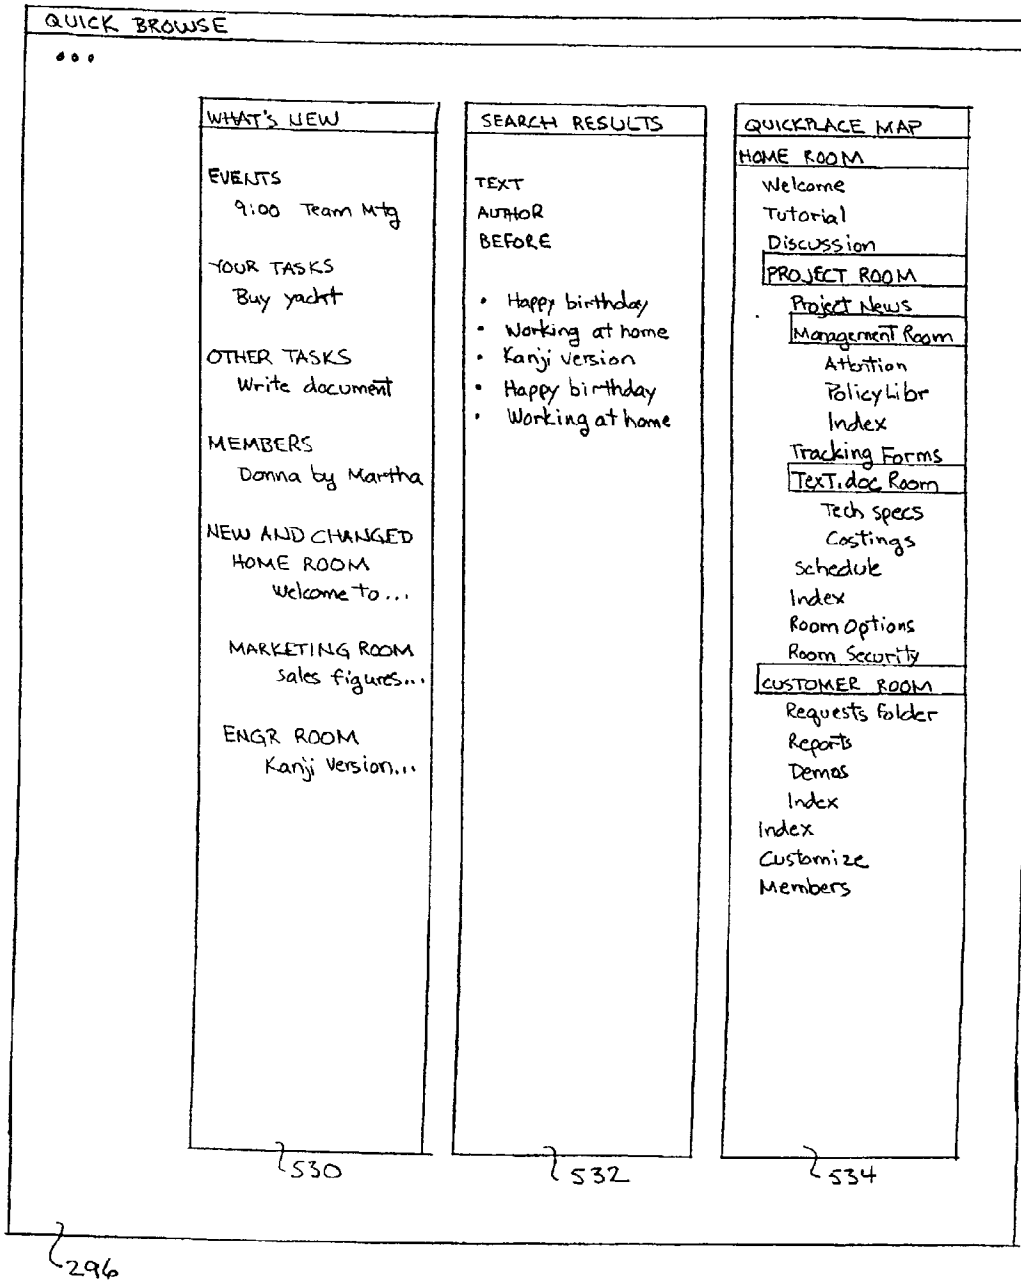 QUICK BROWSE
...
WHAT'S NEW
EVENTS
9:00 Team Mtg
YOUR TASKS
Buy yacht
OTHER TASKS
Write document
MEMBERS
Donna by Martha
NEW AND CHANGED
HOME ROOM
Welcome to...
MARKETING ROOM
Sales figures...
ENGR ROOM
Kanji Version...
530
SEARCH RESULTS
TEXT
AUTHOR
BEFORE
• Happy birthday
• Working at home
• Kanji version
• Happy birthday
• Working at home
532
QUICKPLACE MAP
HOME ROOM
Welcome
Tutorial
Discussion
PROJECT ROOM
Project News
Management Room
Attention
Policy Libr
Index
Tracking Forms
Text.doc Room
Tech specs
Costings
Schedule
Index
Room Options
Room Security
CUSTOMER ROOM
Requests folder
Reports
Demos
Index
Index
Customize
Members
534
296